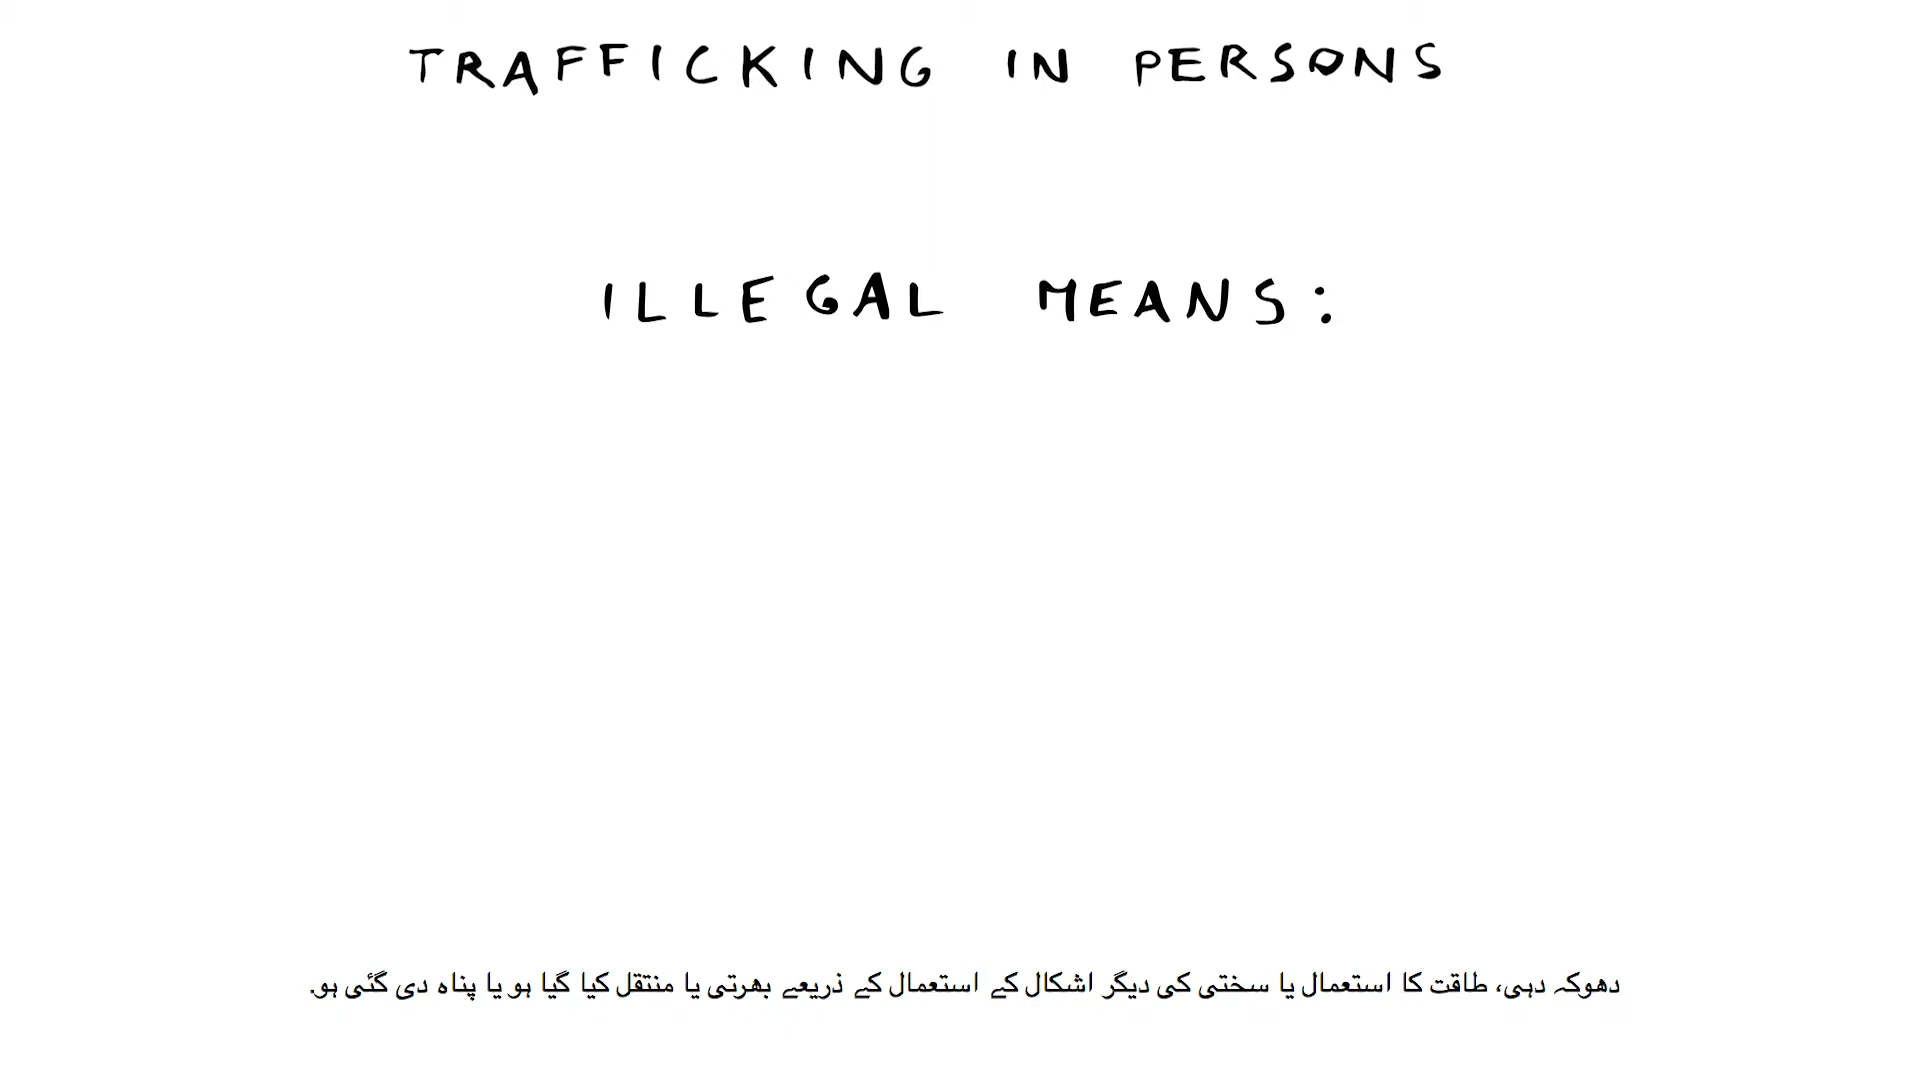 TRAFFICKING IN PERSONS
ILLEGAL MEANS:
دھوکہ دہی، طاقت کا استعمال یا سختی کی دیگر اشکال کے استعمال کے ذریعے بھرتی یا منتقل کیا گیا ہو یا پناہ دی گئی ہو.